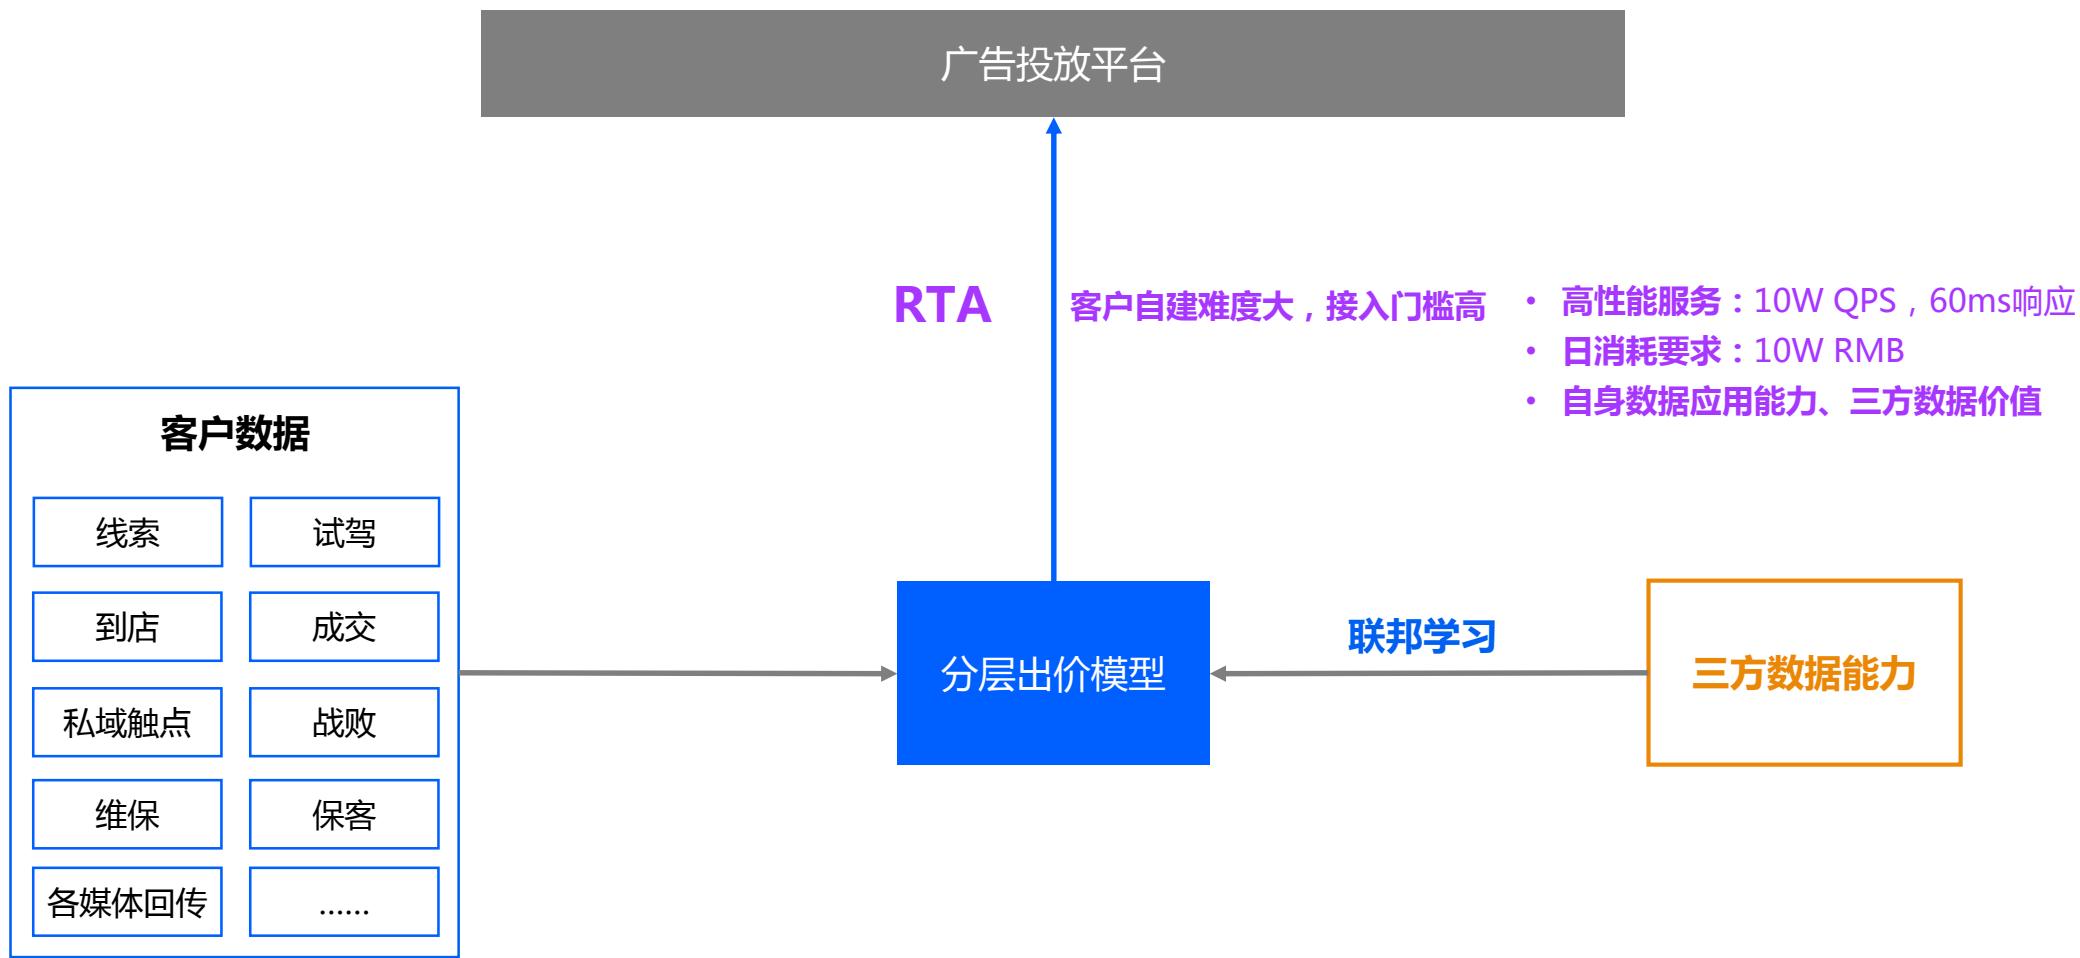 广告投放平台
RTA
客户自建难度大，接入门槛高
• 高性能服务：10W QPS，60ms响应
• 日消耗要求：10W RMB
• 自身数据应用能力、三方数据价值
客户数据
线索
试驾
到店
成交
私域触点
战败
维保
保客
各媒体回传
......
分层出价模型
联邦学习
三方数据能力